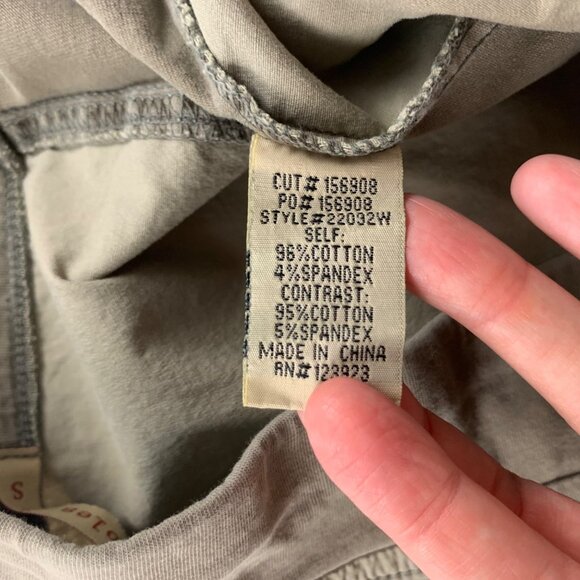 CUT# 156908
PO# 156908
STYLE#22032W
SELF:
96%COTTON
4%SPANDEX
CONTRAST:
95%COTTON
5%SPANDEX
MADE IN CHINA
RN# 123923
S